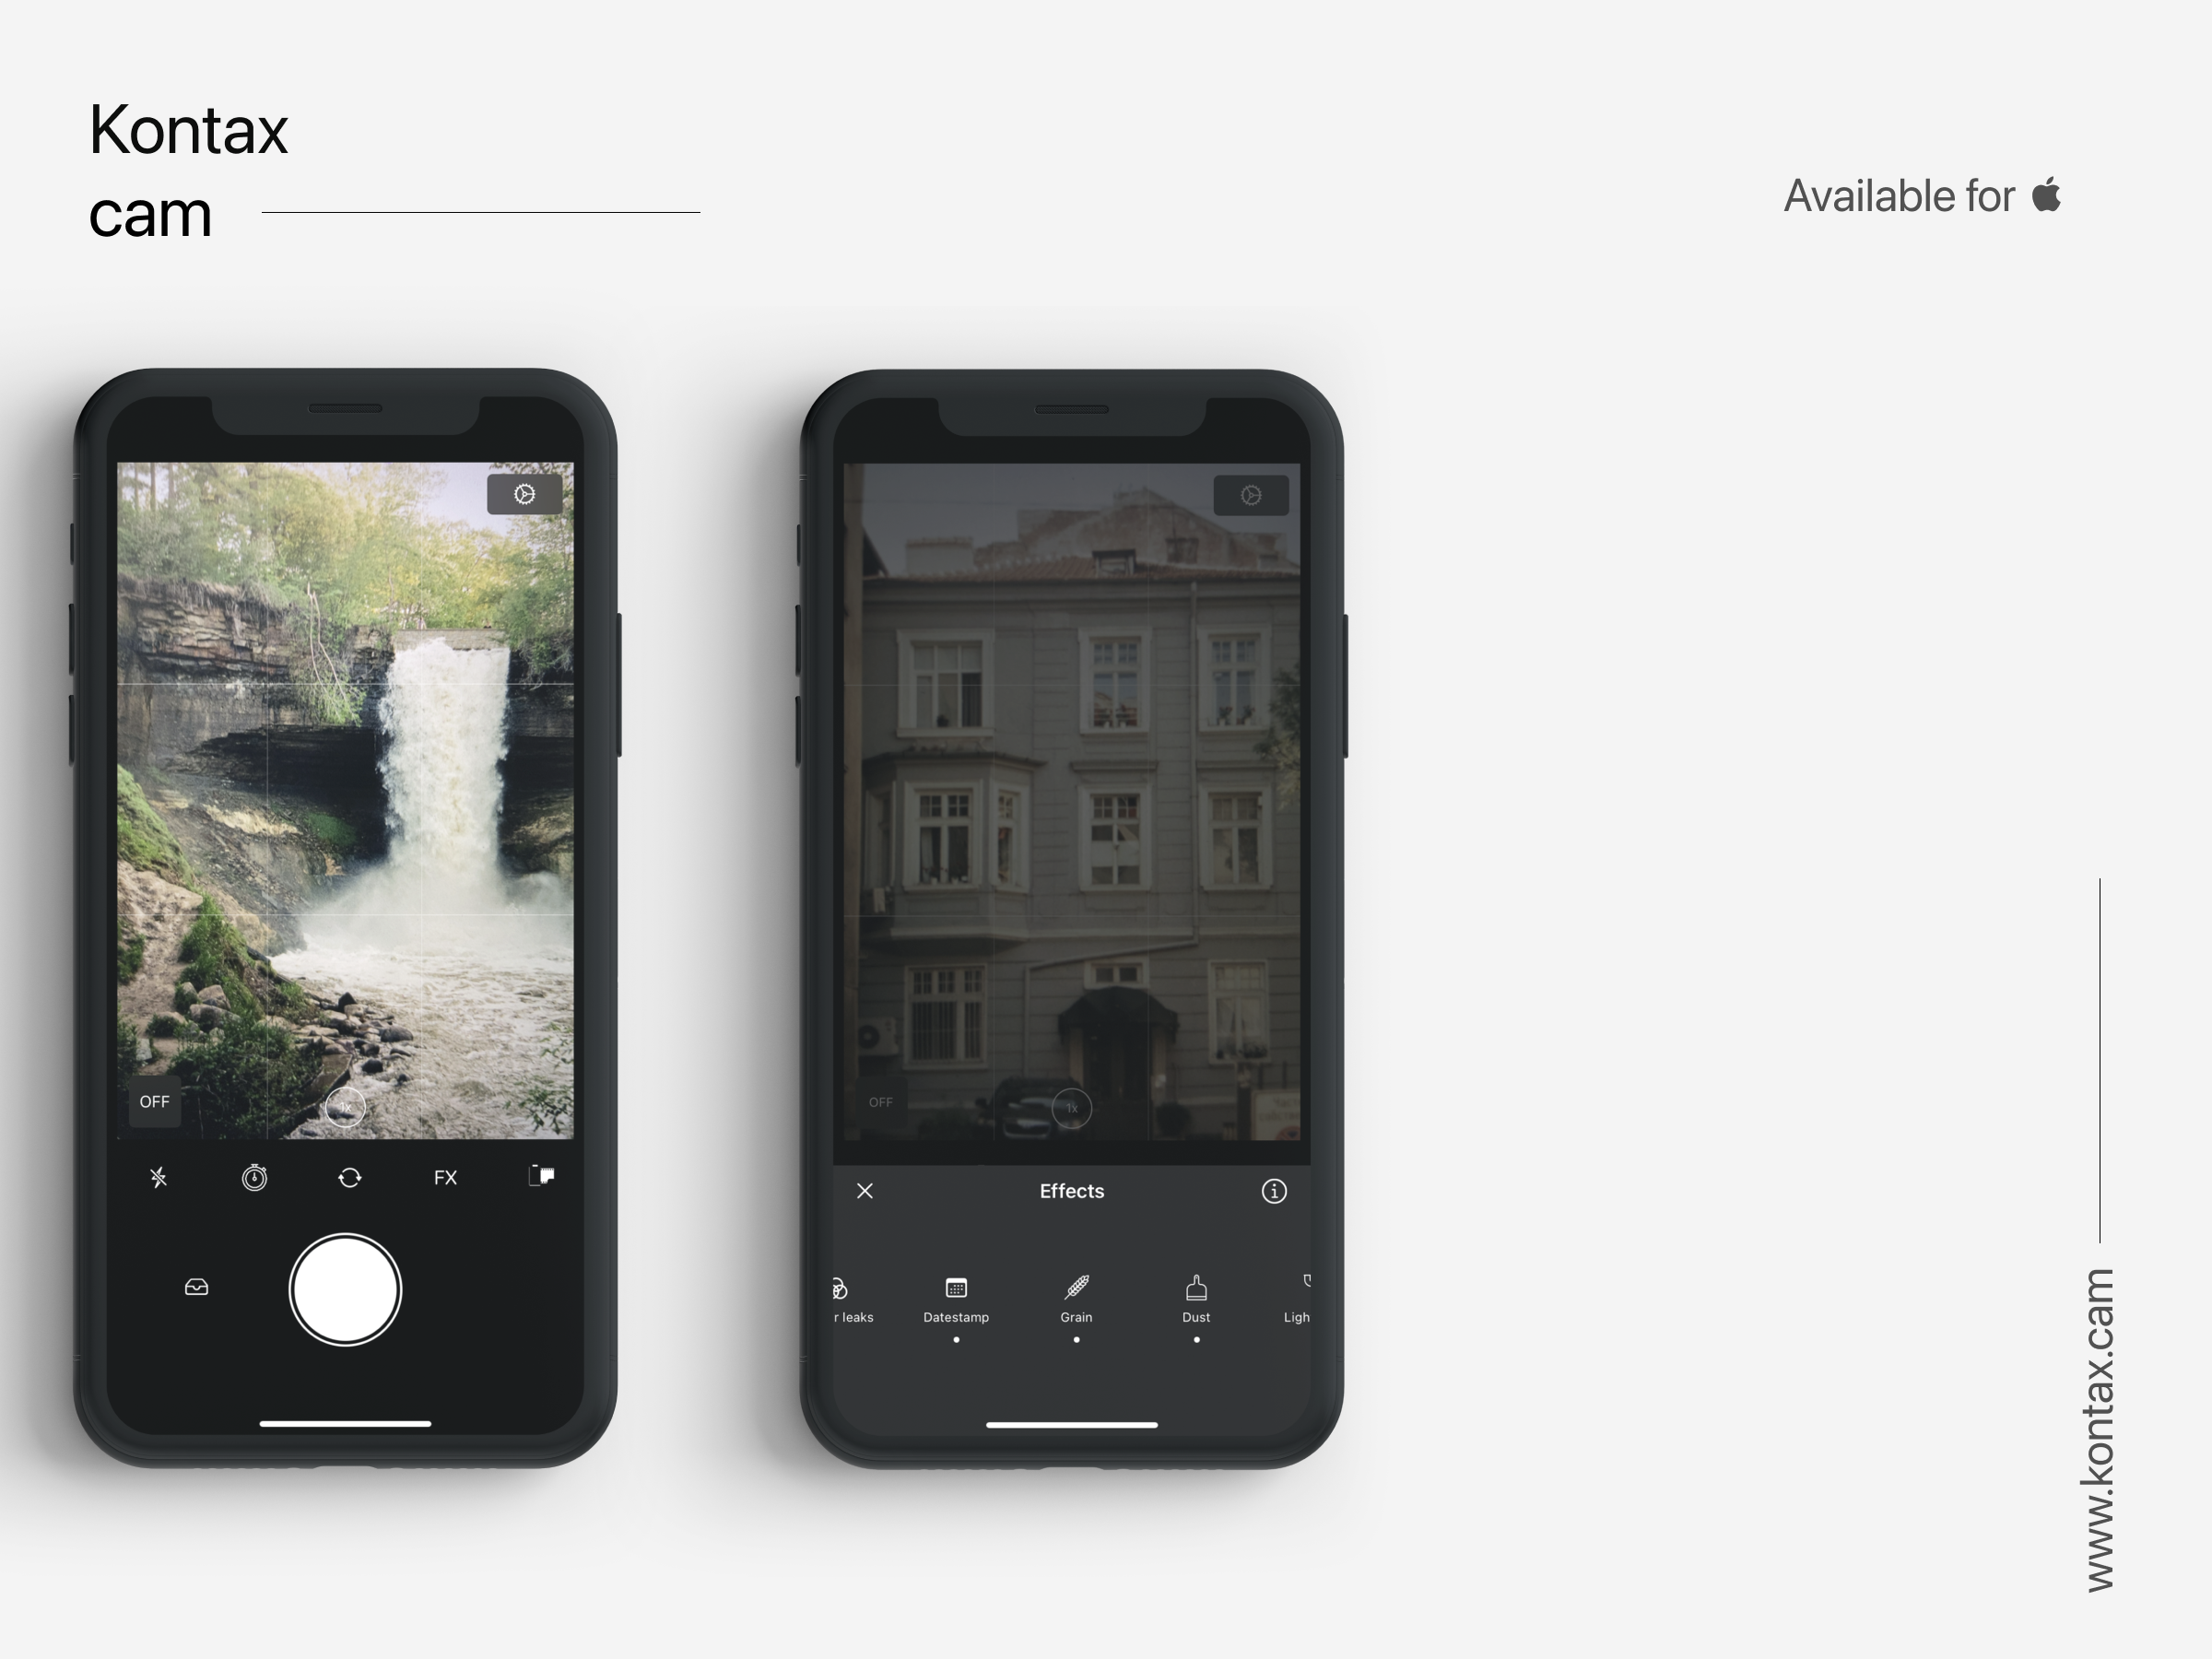 Kontax
cam
Available for
OFF
1x
FX
OFF
1x
Effects
r leaks
Datestamp
Grain
Dust
Ligh
www.kontax.cam